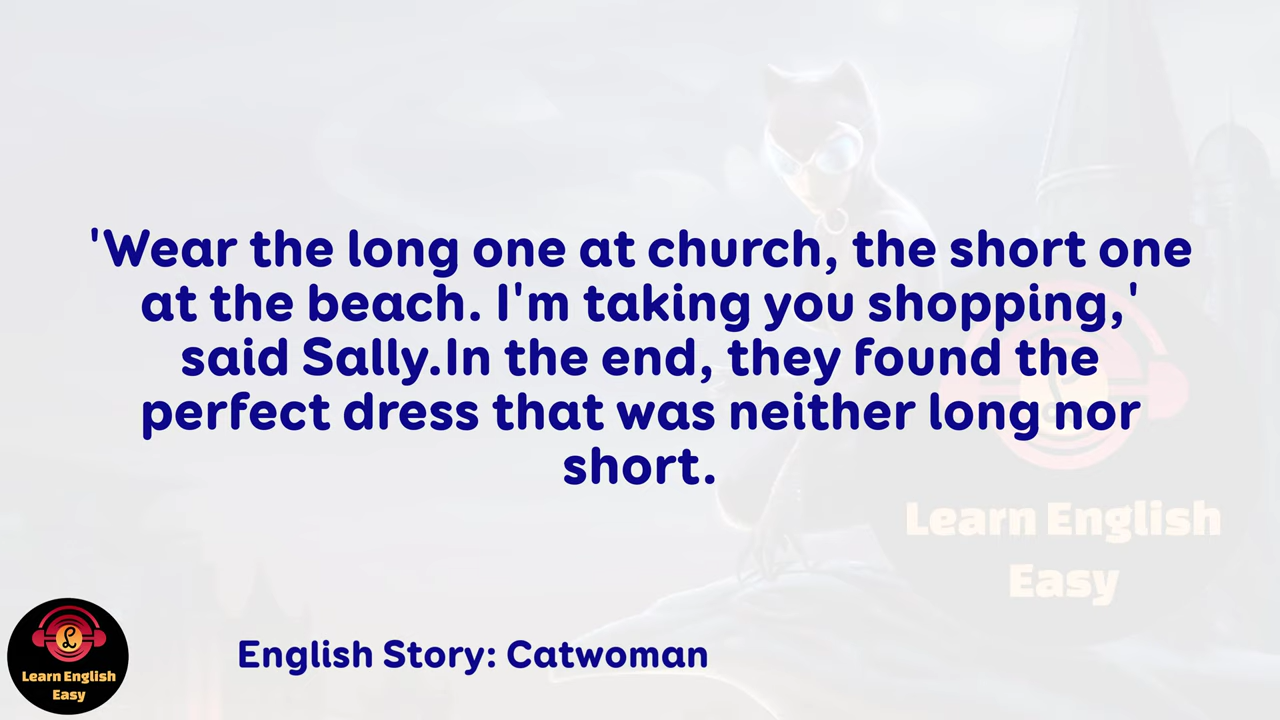 'Wear the long one at church, the short one
at the beach. I'm taking you shopping,'
said Sally.In the end, they found the
perfect dress that was neither long nor
short.
Learn English
Easy
English Story: Catwoman
L
Learn English
Easy